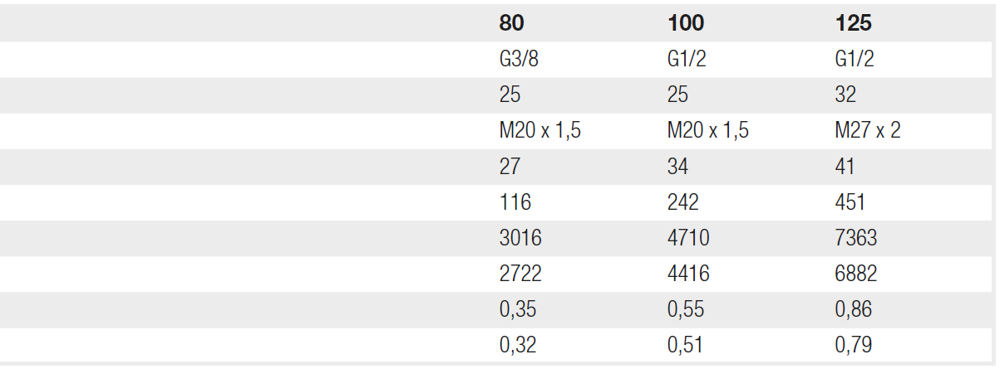 80 100 125
G3/8 G1/2 G1/2
25 25 32
M20 x 1,5 M20 x 1,5 M27 x 2
27 34 41
116 242 451
3016 4710 7363
2722 4416 6882
0,35 0,55 0,86
0,32 0,51 0,79